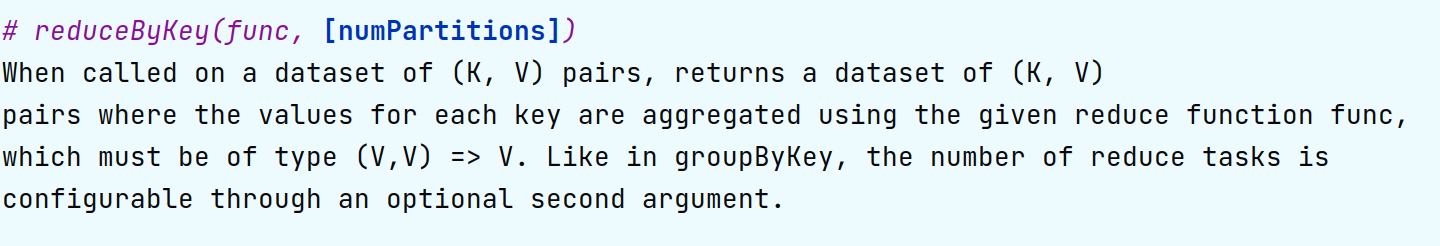 # reduceByKey(func, [numPartitions])
When called on a dataset of (K, V) pairs, returns a dataset of (K, V)
pairs where the values for each key are aggregated using the given reduce function func,
which must be of type (V,V) => V. Like in groupByKey, the number of reduce tasks is
configurable through an optional second argument.